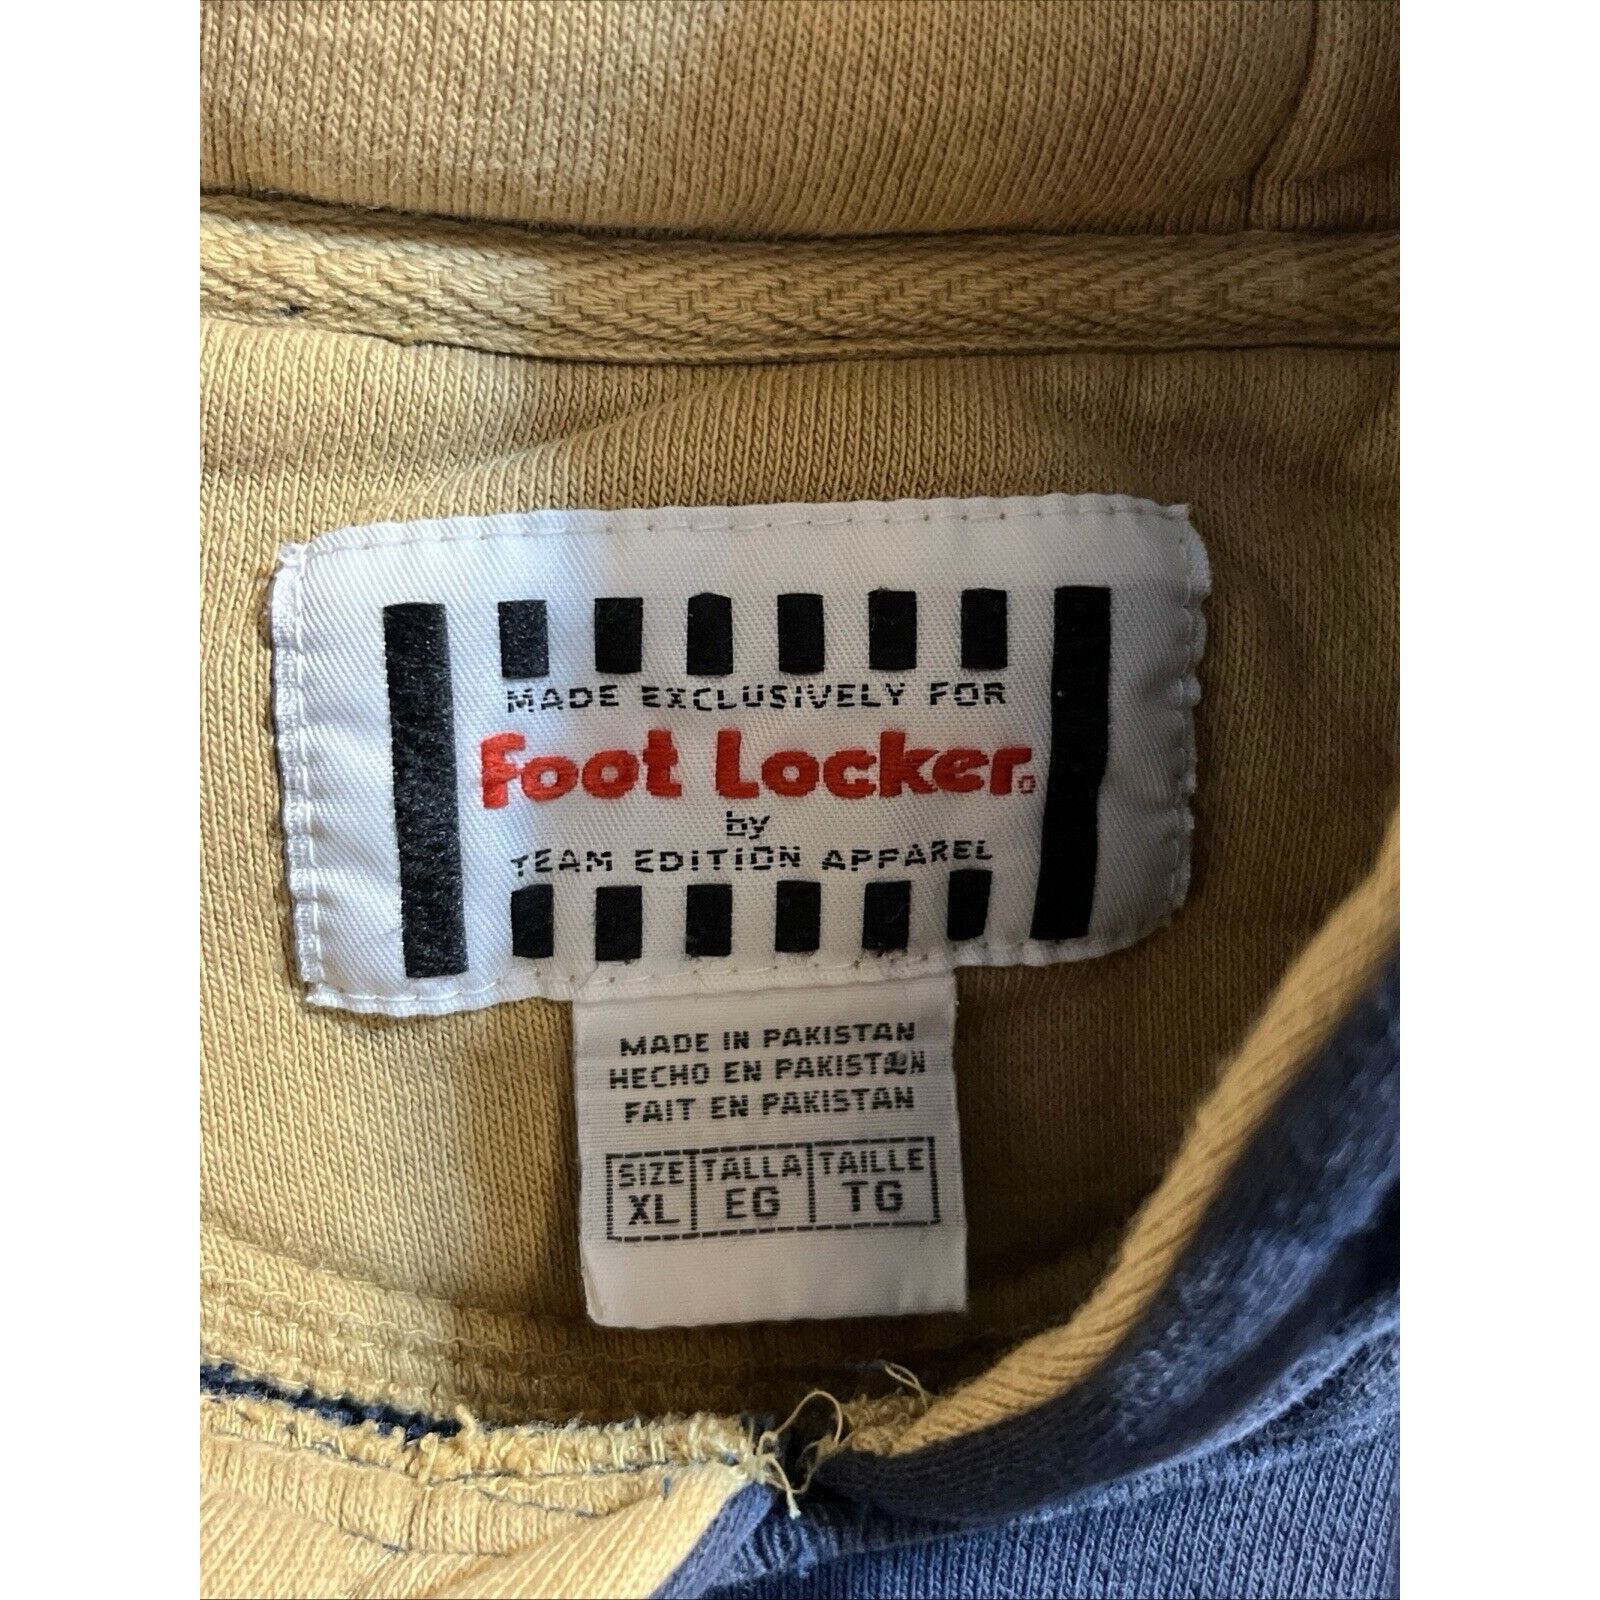 MADE EXCLUSIVELY FOR
Foot Locker®
by
TEAM EDITION APPAREL
MADE IN PAKISTAN
HECHO EN PAKISTAN
FAIT EN PAKISTAN
SIZE TALLA TAILLE
XL EG TG